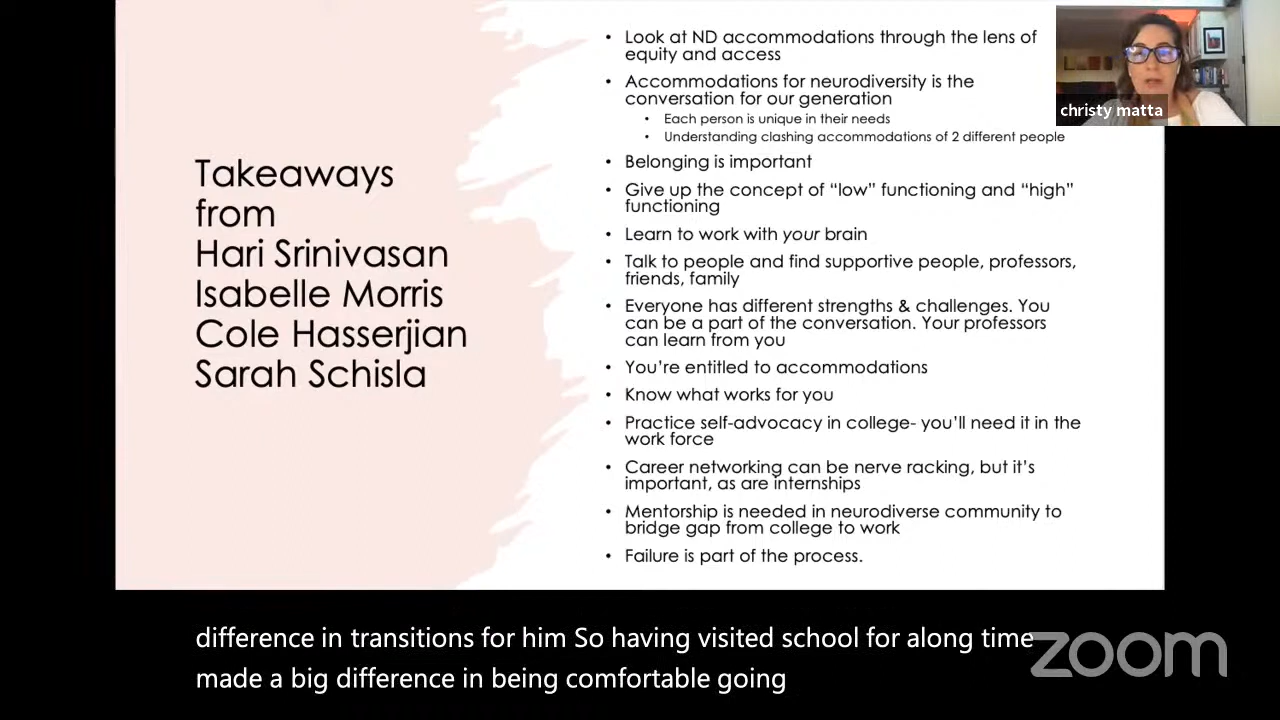 Takeaways
from
Hari Srinivasan
Isabelle Morris
Cole Hasserjian
Sarah Schisla
• Look at ND accommodations through the lens of
equity and access
• Accommodations for neurodiversity is the
conversation for our generation
• Each person is unique in their needs
• Understanding clashing accommodations of 2 different people
• Belonging is important
• Give up the concept of “low” functioning and “high”
functioning
• Learn to work with your brain
• Talk to people and find supportive people, professors,
friends, family
• Everyone has different strengths & challenges. You
can be a part of the conversation. Your professors
can learn from you
• You’re entitled to accommodations
• Know what works for you
• Practice self-advocacy in college- you’ll need it in the
work force
• Career networking can be nerve racking, but it’s
important, as are internships
• Mentorship is needed in neurodiverse community to
bridge gap from college to work
• Failure is part of the process.
christy matta
difference in transitions for him So having visited school for along time
made a big difference in being comfortable going
zoom